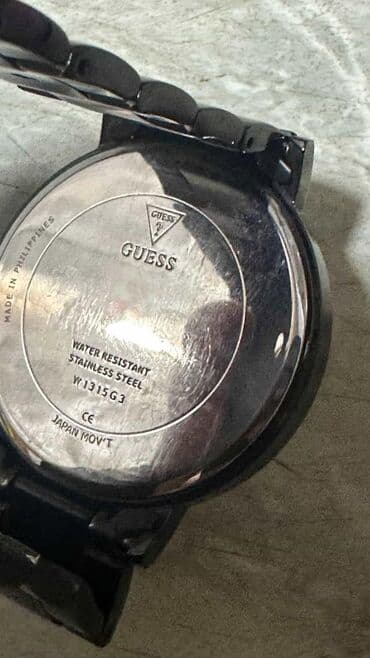 GUESS
?
GUESS
MADE IN PHILIPPINES
WATER RESISTANT
STAINLESS STEEL
W1315G3
CE
JAPAN MOV'T